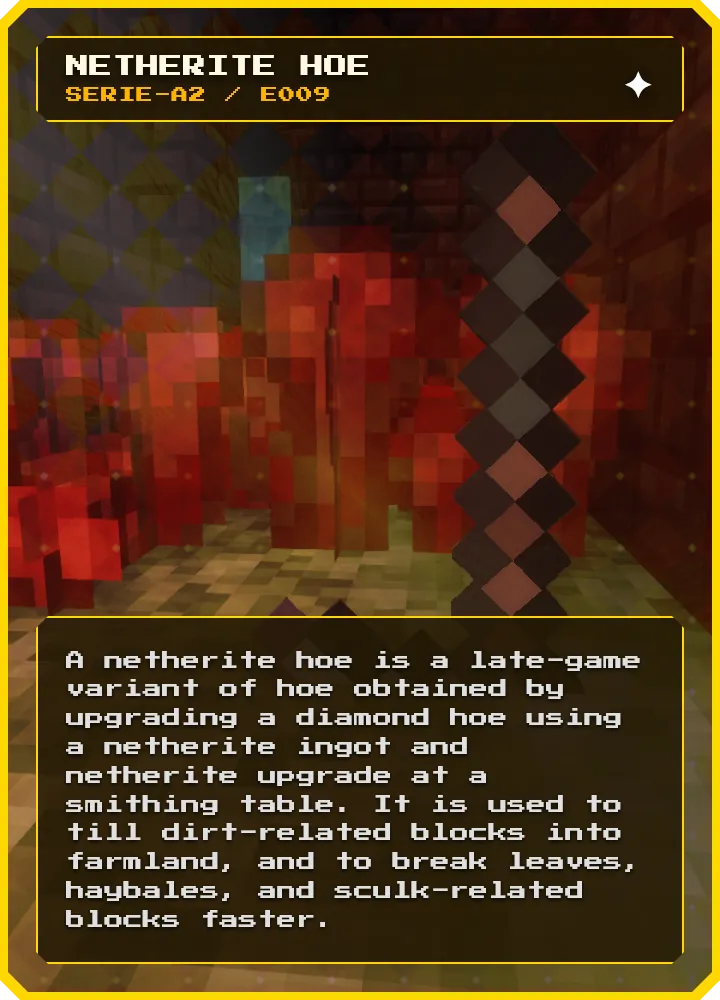 NETHERITE HOE
SERIE-A2 / E009
A netherite hoe is a late-game
variant of hoe obtained by
upgrading a diamond hoe using
a netherite ingot and
netherite upgrade at a
smithing table. It is used to
till dirt-related blocks into
farmland, and to break leaves,
haybales, and sculk-related
blocks faster.